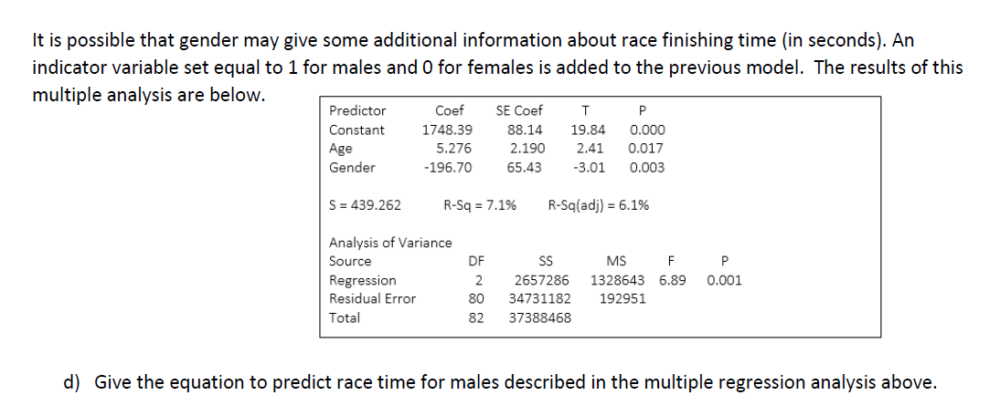 It is possible that gender may give some additional information about race finishing time (in seconds). An
indicator variable set equal to 1 for males and 0 for females is added to the previous model. The results of this
multiple analysis are below.
Predictor Coef SE Coef T P
Constant 1748.39 88.14 19.84 0.000
Age 5.276 2.190 2.41 0.017
Gender -196.70 65.43 -3.01 0.003
S = 439.262 R-Sq = 7.1% R-Sq(adj) = 6.1%
Analysis of Variance
Source DF SS MS F P
Regression 2 2657286 1328643 6.89 0.001
Residual Error 80 34731182 192951
Total 82 37388468
d) Give the equation to predict race time for males described in the multiple regression analysis above.